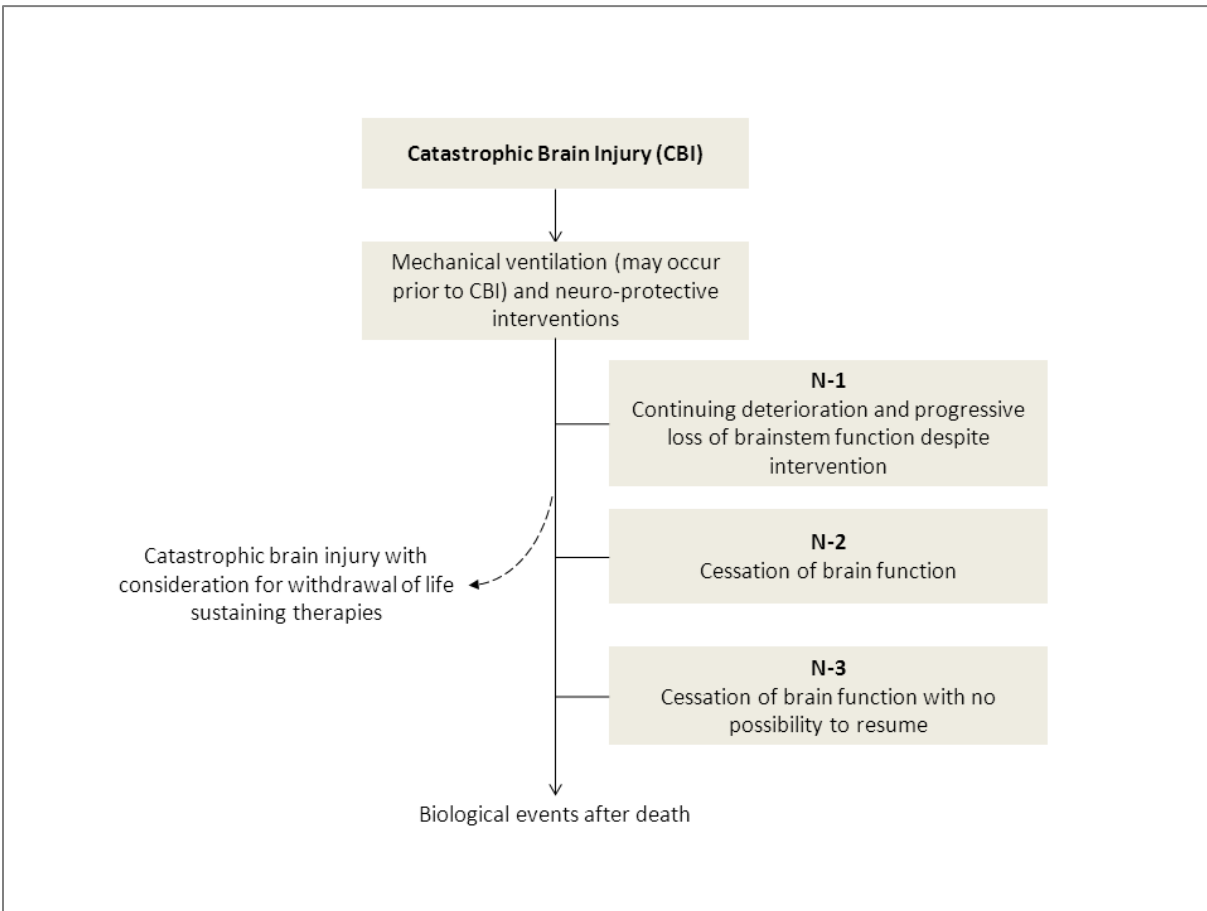 Catastrophic Brain Injury (CBI)
Mechanical ventilation (may occur
prior to CBI) and neuro-protective
interventions
N-1
Continuing deterioration and progressive
loss of brainstem function despite
intervention
N-2
Cessation of brain function
Catastrophic brain injury with
consideration for withdrawal of life
sustaining therapies
N-3
Cessation of brain function with no
possibility to resume
Biological events after death